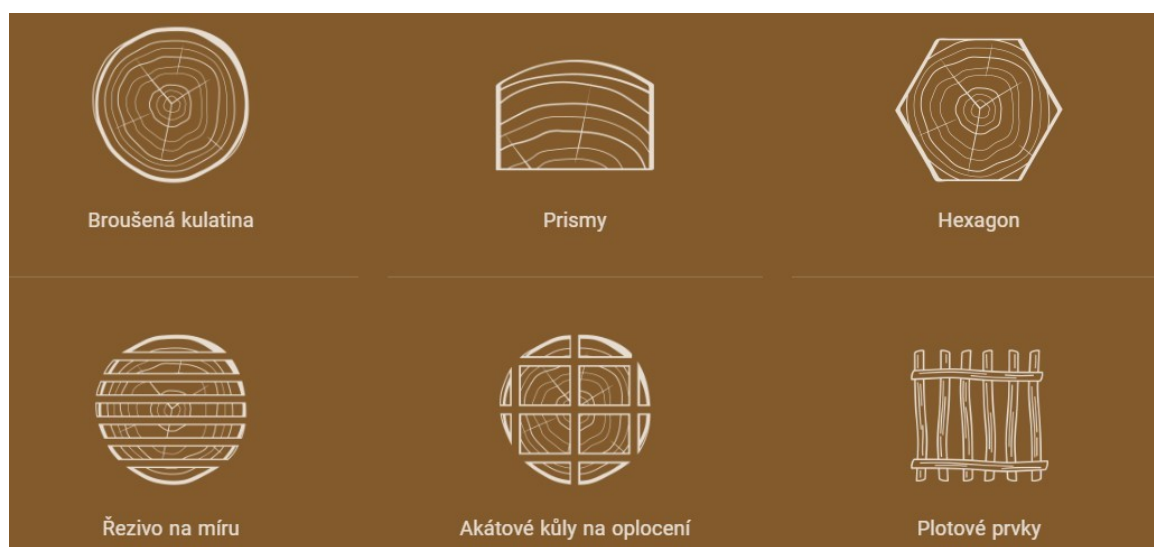 Broušená kulatina
Prismy
Hexagon
Řezivo na míru
Akátové kůly na oplocení
Plotové prvky